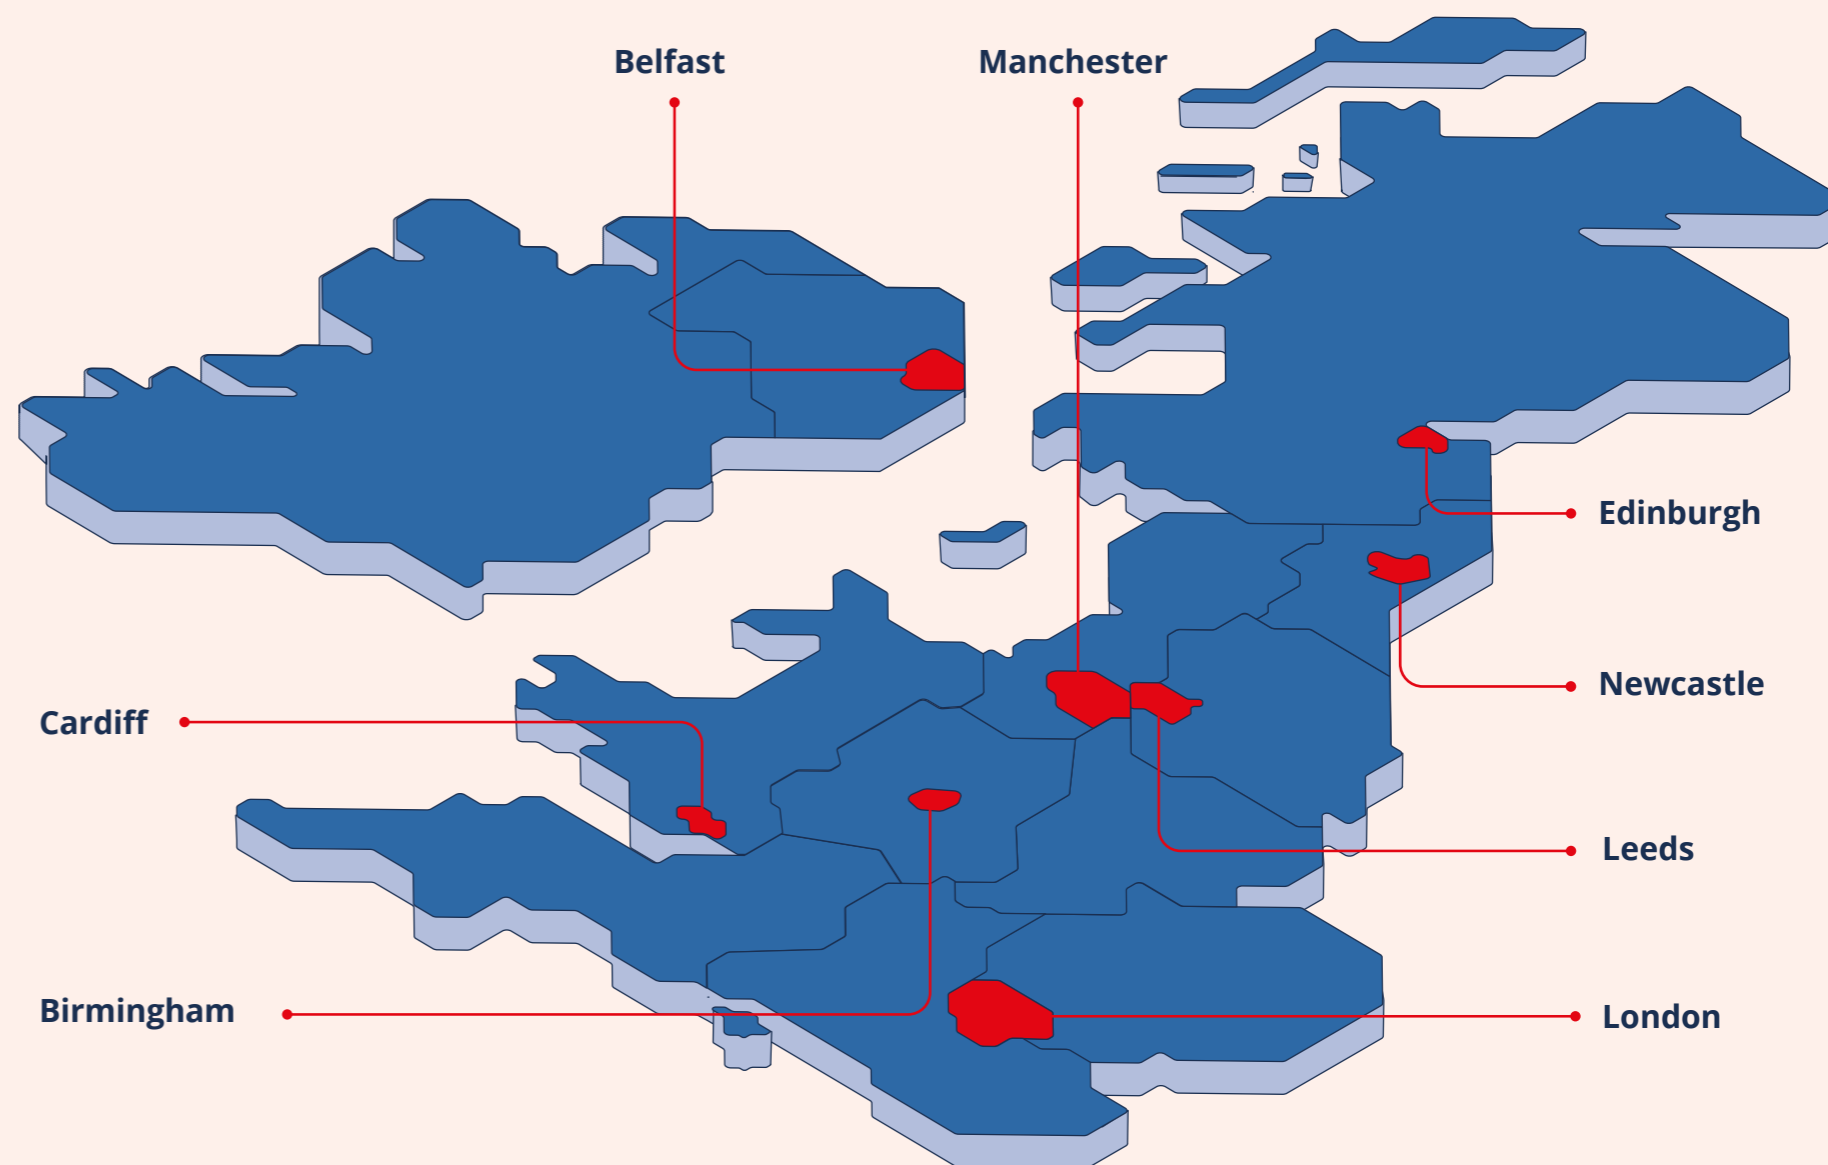 Belfast
Manchester
Edinburgh
Newcastle
Cardiff
Leeds
Birmingham
London